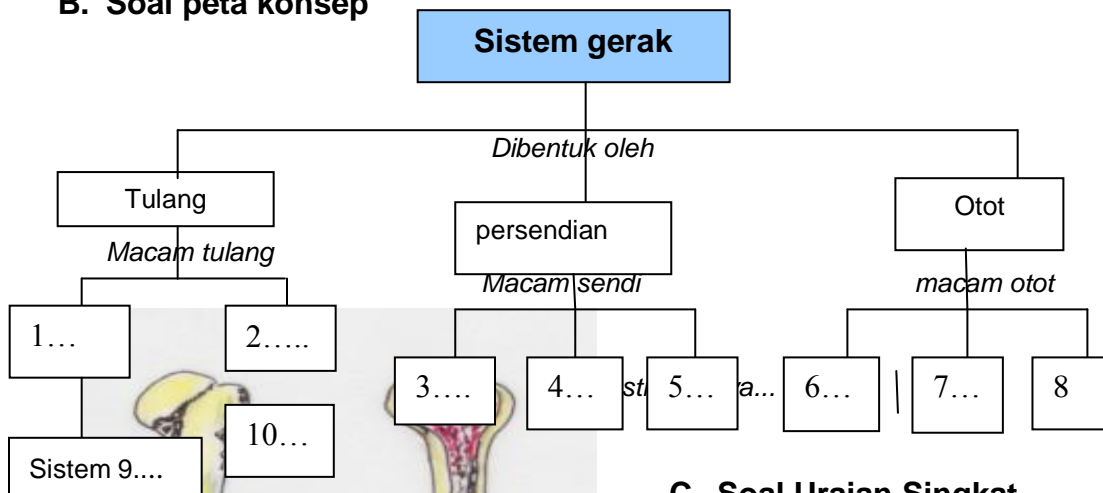 B. Soal peta konsep
Sistem gerak
Dibentuk oleh
Tulang
persendian
Otot
Macam tulang
Macam sendi
macam otot
1...
2.....
3....
4...
5...
a...
6...
7...
8
10...
Sistem 9....
C. Soal Uraian Singkat